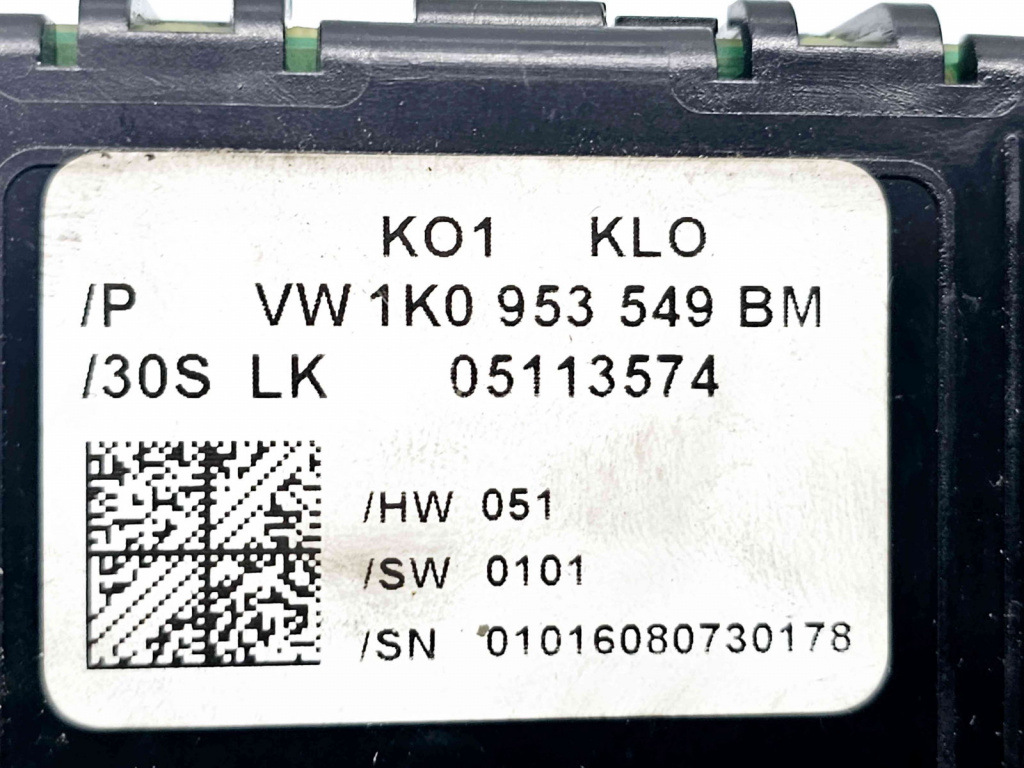 KO1 KLO
/P VW 1K0 953 549 BM
/30S LK 05113574
/HW 051
/SW 0101
/SN 01016080730178